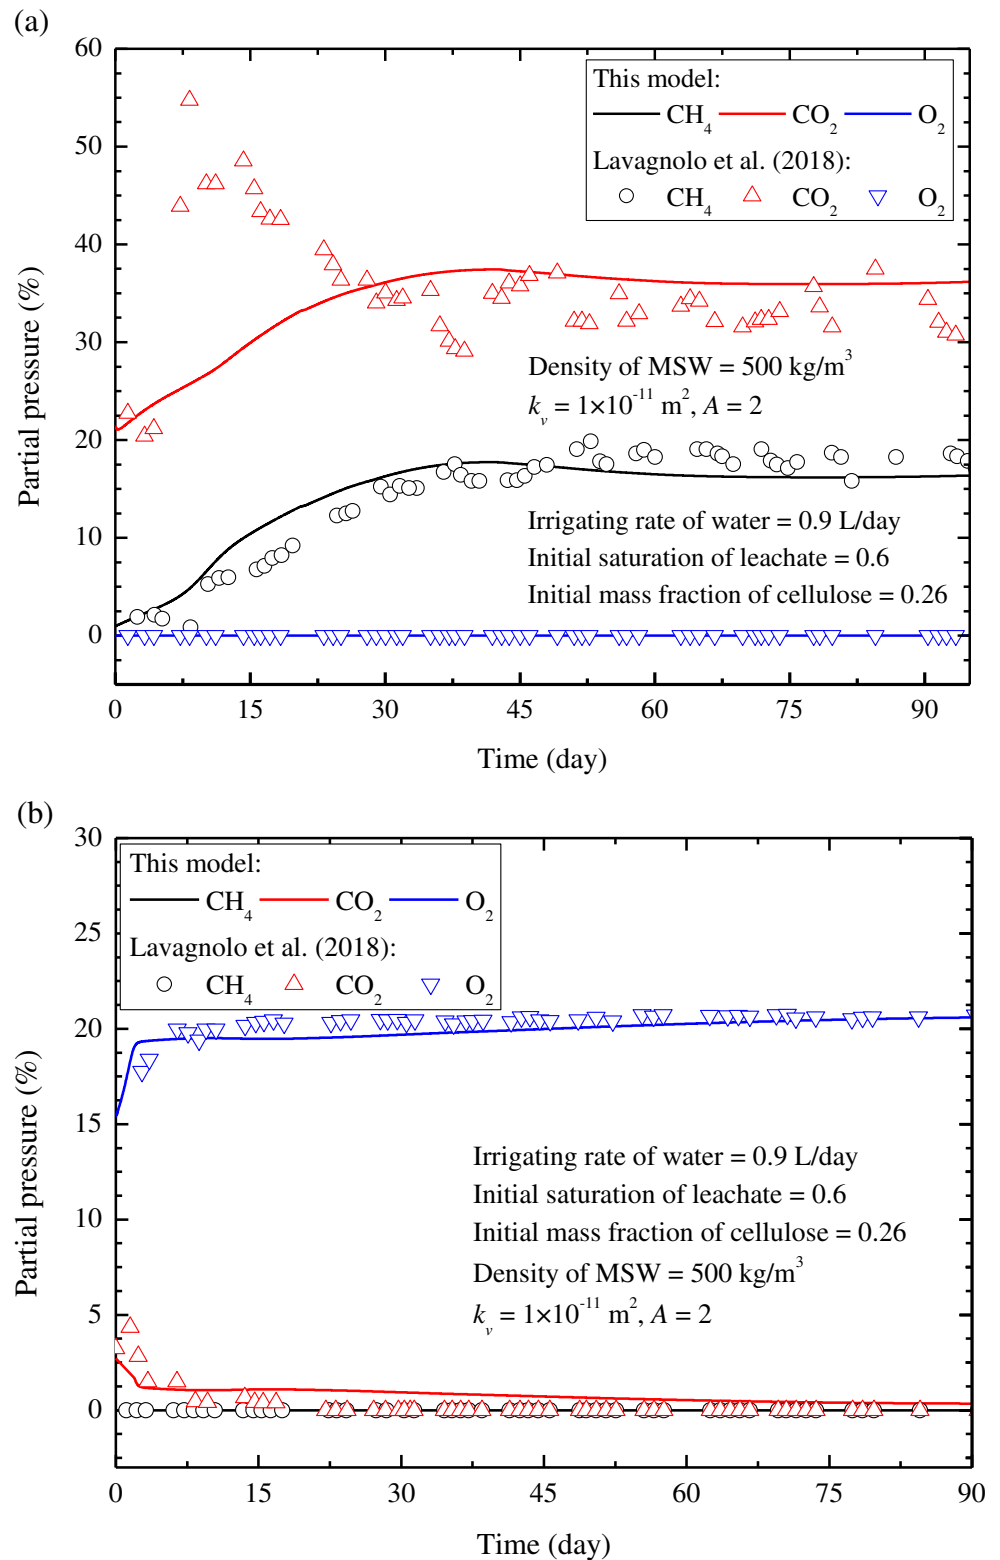 (a)
60
50
40
30
20
10
0
Partial pressure (%)
This model:
CH₄ CO₂ O₂
Lavagnolo et al. (2018):
CH₄ CO₂ O₂
Density of MSW = 500 kg/m³
kᵥ = 1×10⁻¹¹ m², A = 2
Irrigating rate of water = 0.9 L/day
Initial saturation of leachate = 0.6
Initial mass fraction of cellulose = 0.26
0 15 30 45 60 75 90
Time (day)
(b)
30
25
20
15
10
5
0
Partial pressure (%)
This model:
CH₄ CO₂ O₂
Lavagnolo et al. (2018):
CH₄ CO₂ O₂
Irrigating rate of water = 0.9 L/day
Initial saturation of leachate = 0.6
Initial mass fraction of cellulose = 0.26
Density of MSW = 500 kg/m³
kᵥ = 1×10⁻¹¹ m², A = 2
0 15 30 45 60 75 90
Time (day)